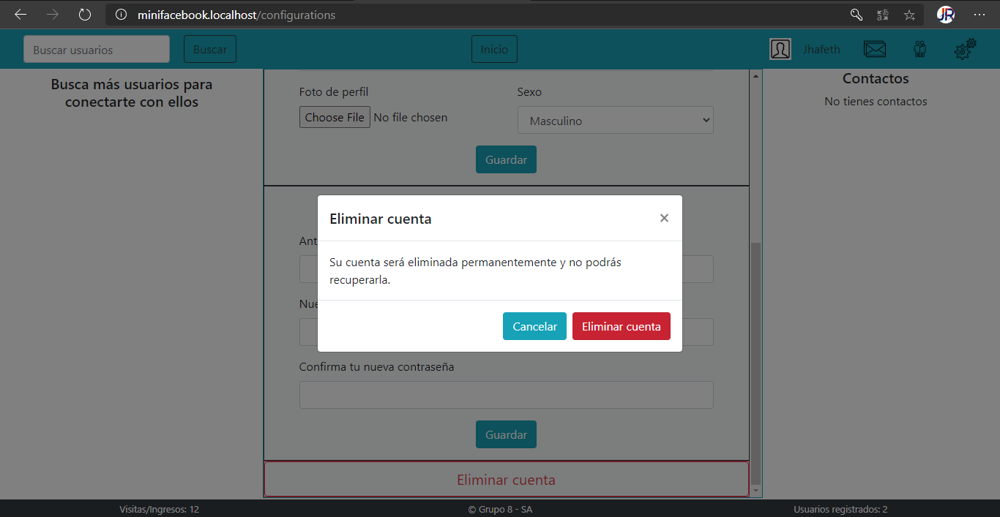 minifacebook.localhost/configurations
JR
Buscar usuarios
Buscar
Inicio
Jhafeth
Busca más usuarios para
conectarte con ellos
Foto de perfil
Sexo
Choose File No file chosen
Masculino
Guardar
Contactos
No tienes contactos
Eliminar cuenta
×
Su cuenta será eliminada permanentemente y no podrás
recuperarla.
Cancelar
Eliminar cuenta
Ant
Nue
Confirma tu nueva contraseña
Guardar
Eliminar cuenta
Visitas/Ingresos: 12
© Grupo 8 - SA
Usuarios registrados: 2